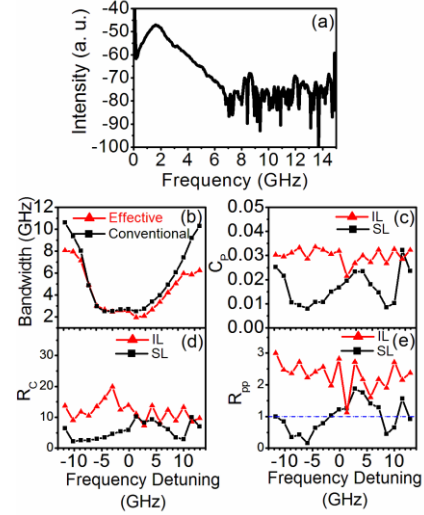 (a)
Intensity (a. u.)
-40
-50
-60
-70
-80
-90
-100
0 2 4 6 8 10 12 14
Frequency (GHz)
(b)
Effective
Conventional
Bandwidth (GHz)
12
10
8
6
4
2
(c)
IL
SL
C_P
0.05
0.04
0.03
0.02
0.01
0.00
(d)
IL
SL
R_C
30
20
10
0
-10 -5 0 5 10
Frequency Detuning
(GHz)
(e)
IL
SL
R_pp
3
2
1
0
-10 -5 0 5 10
Frequency Detuning
(GHz)